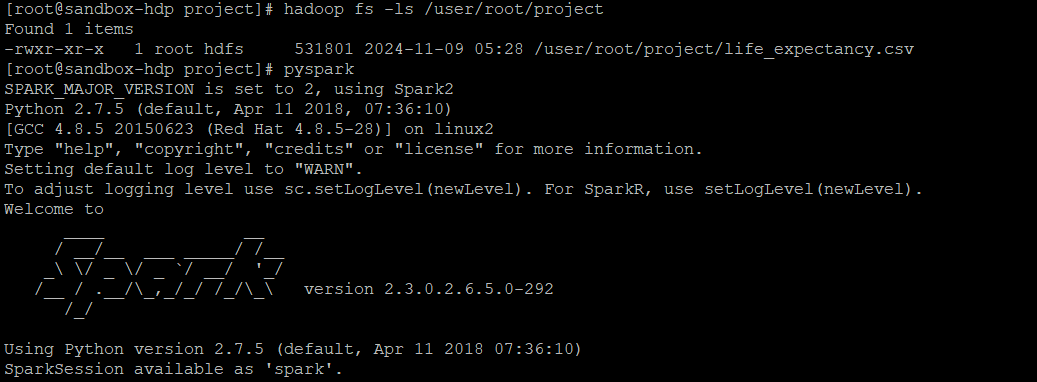 [root@sandbox-hdp project]# hadoop fs -ls /user/root/project
Found 1 items
-rwxr-xr-x   1 root hdfs     531801 2024-11-09 05:28 /user/root/project/life_expectancy.csv
[root@sandbox-hdp project]# pyspark
SPARK_MAJOR_VERSION is set to 2, using Spark2
Python 2.7.5 (default, Apr 11 2018, 07:36:10)
[GCC 4.8.5 20150623 (Red Hat 4.8.5-28)] on linux2
Type "help", "copyright", "credits" or "license" for more information.
Setting default log level to "WARN".
To adjust logging level use sc.setLogLevel(newLevel). For SparkR, use setLogLevel(newLevel).
Welcome to
      ____              __
     / __/__  ___ _____/ /__
    _\ \/ _ \/ _ `/ __/  '_/
   /__ / .__/\_,_/_/ /_/\_\   version 2.3.0.2.6.5.0-292
      /_/
Using Python version 2.7.5 (default, Apr 11 2018 07:36:10)
SparkSession available as 'spark'.